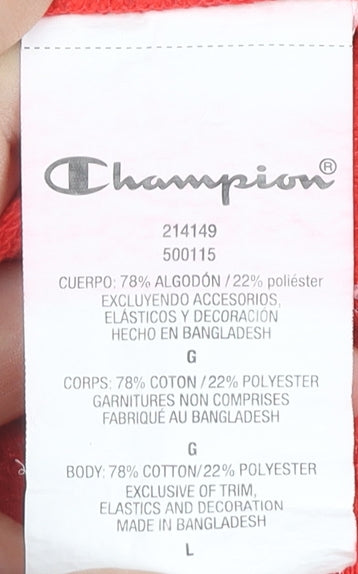 Champion®
214149
500115
CUERPO: 78% ALGODÓN / 22% poliéster
EXCLUYENDO ACCESORIOS,
ELÁSTICOS Y DECORACIÓN
HECHO EN BANGLADESH
G
CORPS: 78% COTON / 22% POLYESTER
GARNITURES NON COMPRISES
FABRIQUÉ AU BANGLADESH
G
BODY: 78% COTTON/22% POLYESTER
EXCLUSIVE OF TRIM,
ELASTICS AND DECORATION
MADE IN BANGLADESH
L